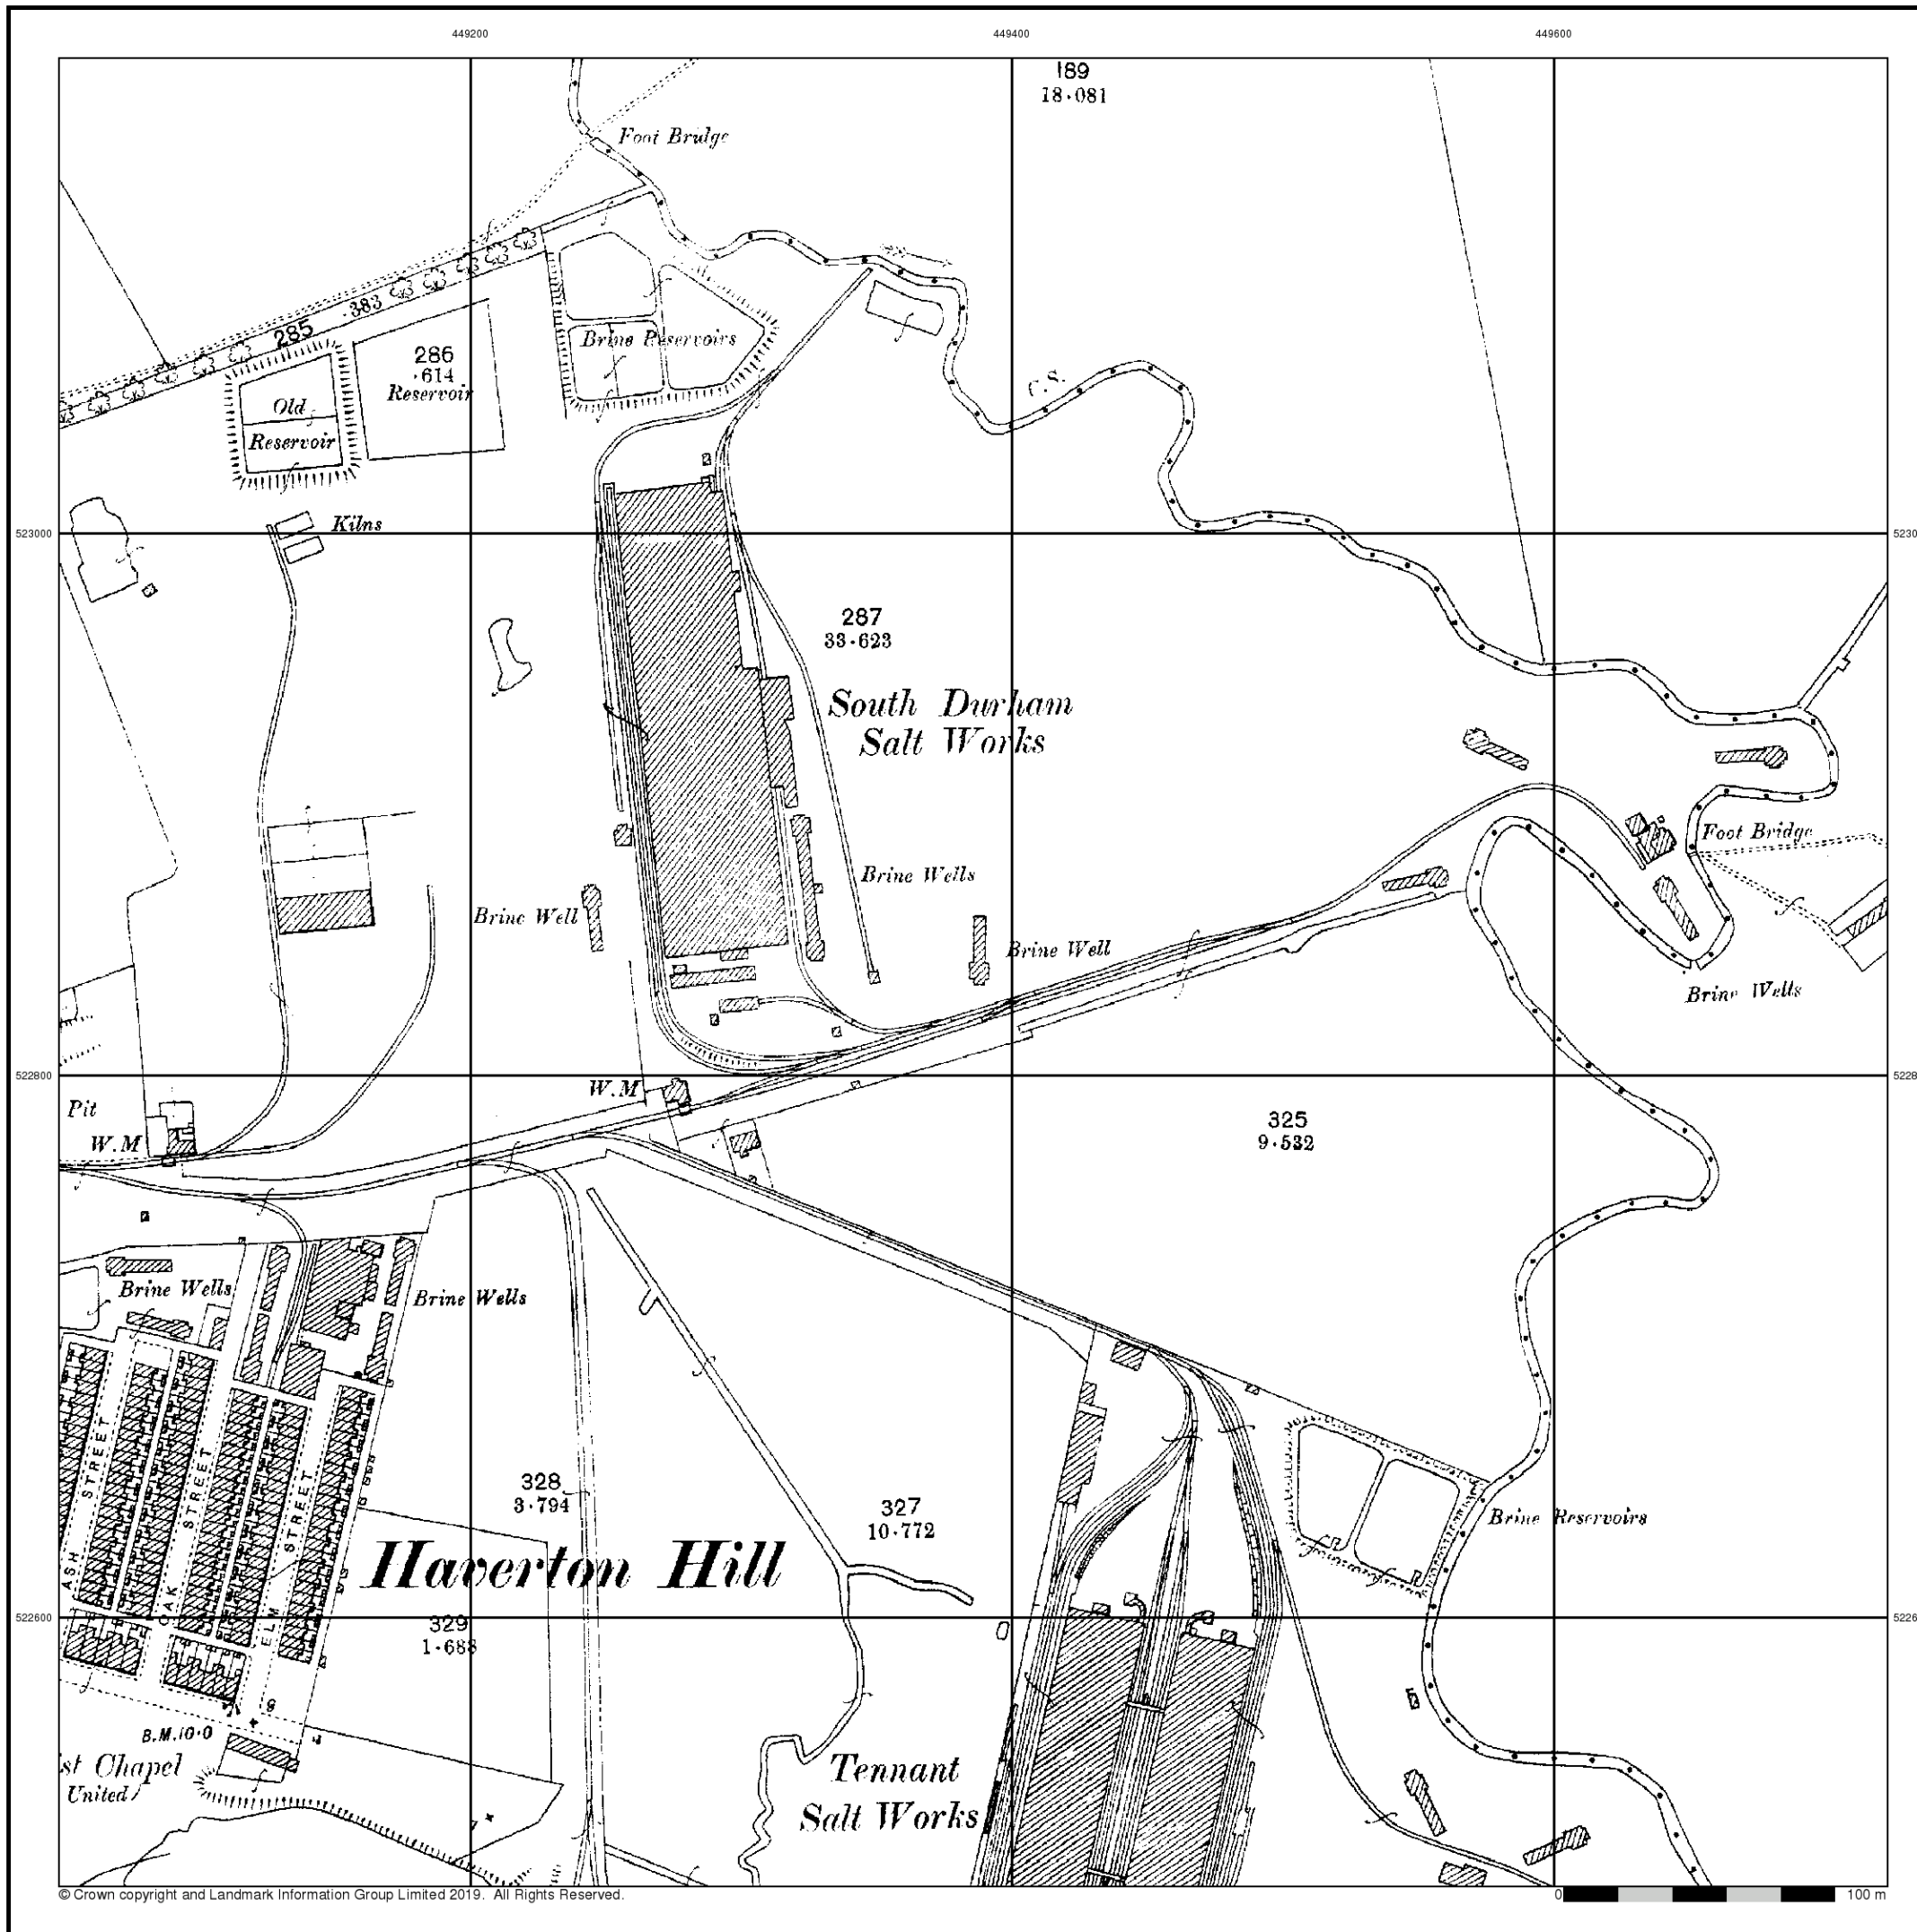 449200
449400
449600
189
18·081
Foot Bridge
·383
285
286
·614
Reservoir
Brine Reservoirs
C.S.
Old
Reservoir
Kilns
523000
5230
287
33·623
South Durham
Salt Works
Foot Bridge
Brine Wells
Brine Well
Brine Well
Brine Wells
522800
5228
W.M
Pit
W.M
325
9·532
Brine Wells
Brine Wells
ASH STREET
OAK STREET
ELM STREET
328
3·794
327
10·772
Brine Reservoirs
Haverton Hill
522600
5226
329
1·688
B.M.10·0
st Chapel
United)
Tennant
Salt Works
© Crown copyright and Landmark Information Group Limited 2019. All Rights Reserved.
0
100 m